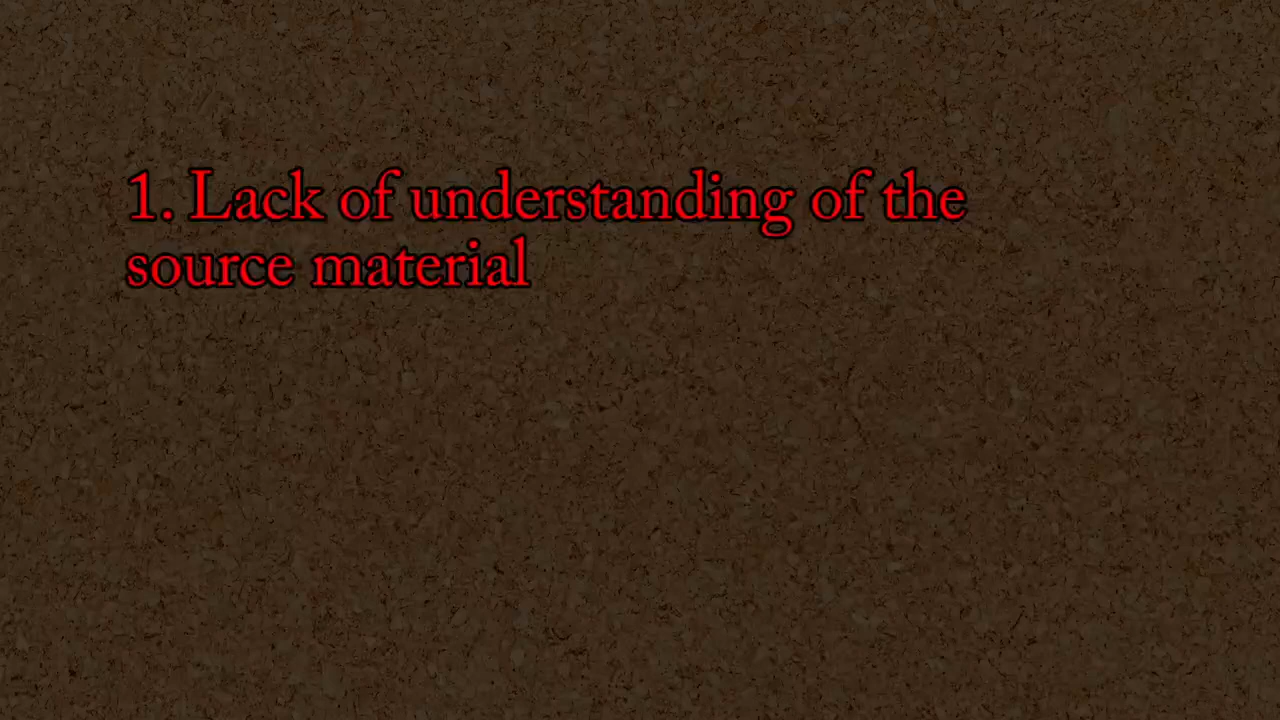 1. Lack of understanding of the
source material